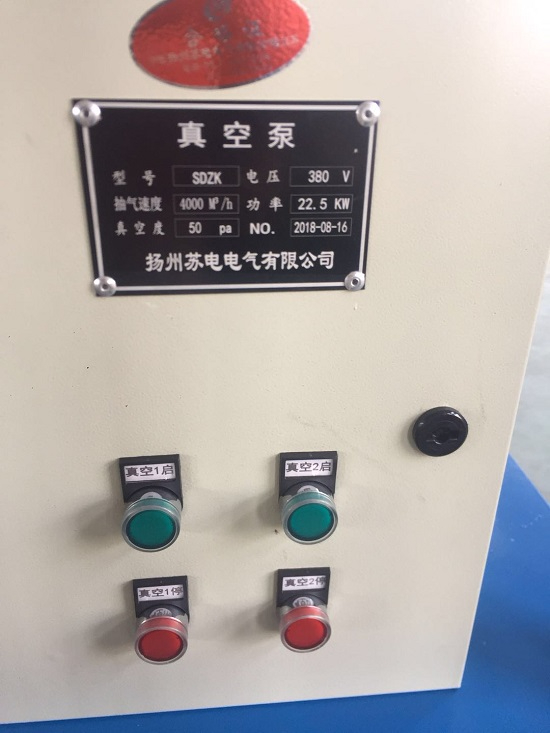 真空泵
型号 SDZK 电压 380 V
抽气速度 4000 M³/h 功率 22.5 KW
真空度 50 pa NO. 2018-08-16
扬州苏电电气有限公司
真空1启 真空2启
真空1停 真空2停